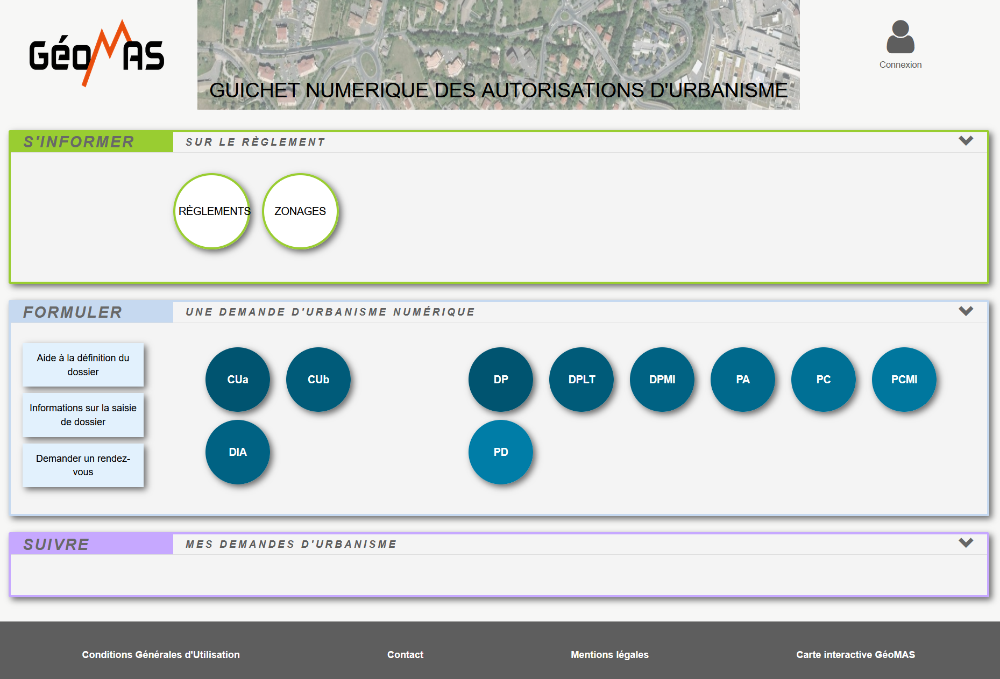 GéoMAS
GUICHET NUMERIQUE DES AUTORISATIONS D'URBANISME
Connexion
S'INFORMER
SUR LE RÈGLEMENT
RÈGLEMENTS
ZONAGES
FORMULER
UNE DEMANDE D'URBANISME NUMÉRIQUE
Aide à la définition du
dossier
Informations sur la saisie
de dossier
Demander un rendez-
vous
CUa
CUb
DIA
DP
DPLT
DPMI
PA
PC
PCMI
PD
SUIVRE
MES DEMANDES D'URBANISME
Conditions Générales d'Utilisation
Contact
Mentions légales
Carte interactive GéoMAS